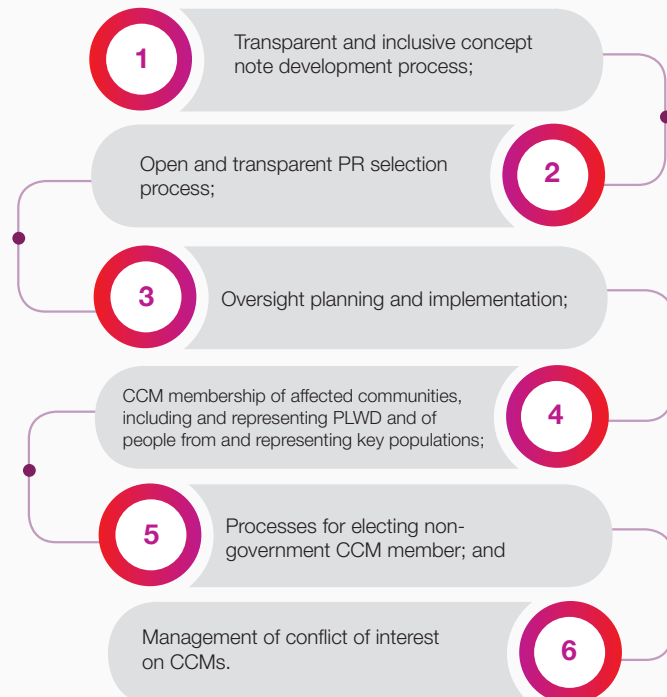 1
Transparent and inclusive concept
note development process;
Open and transparent PR selection
process;
2
3
Oversight planning and implementation;
CCM membership of affected communities,
including and representing PLWD and of
people from and representing key populations;
4
5
Processes for electing non-
government CCM member; and
Management of conflict of interest
on CCMs.
6